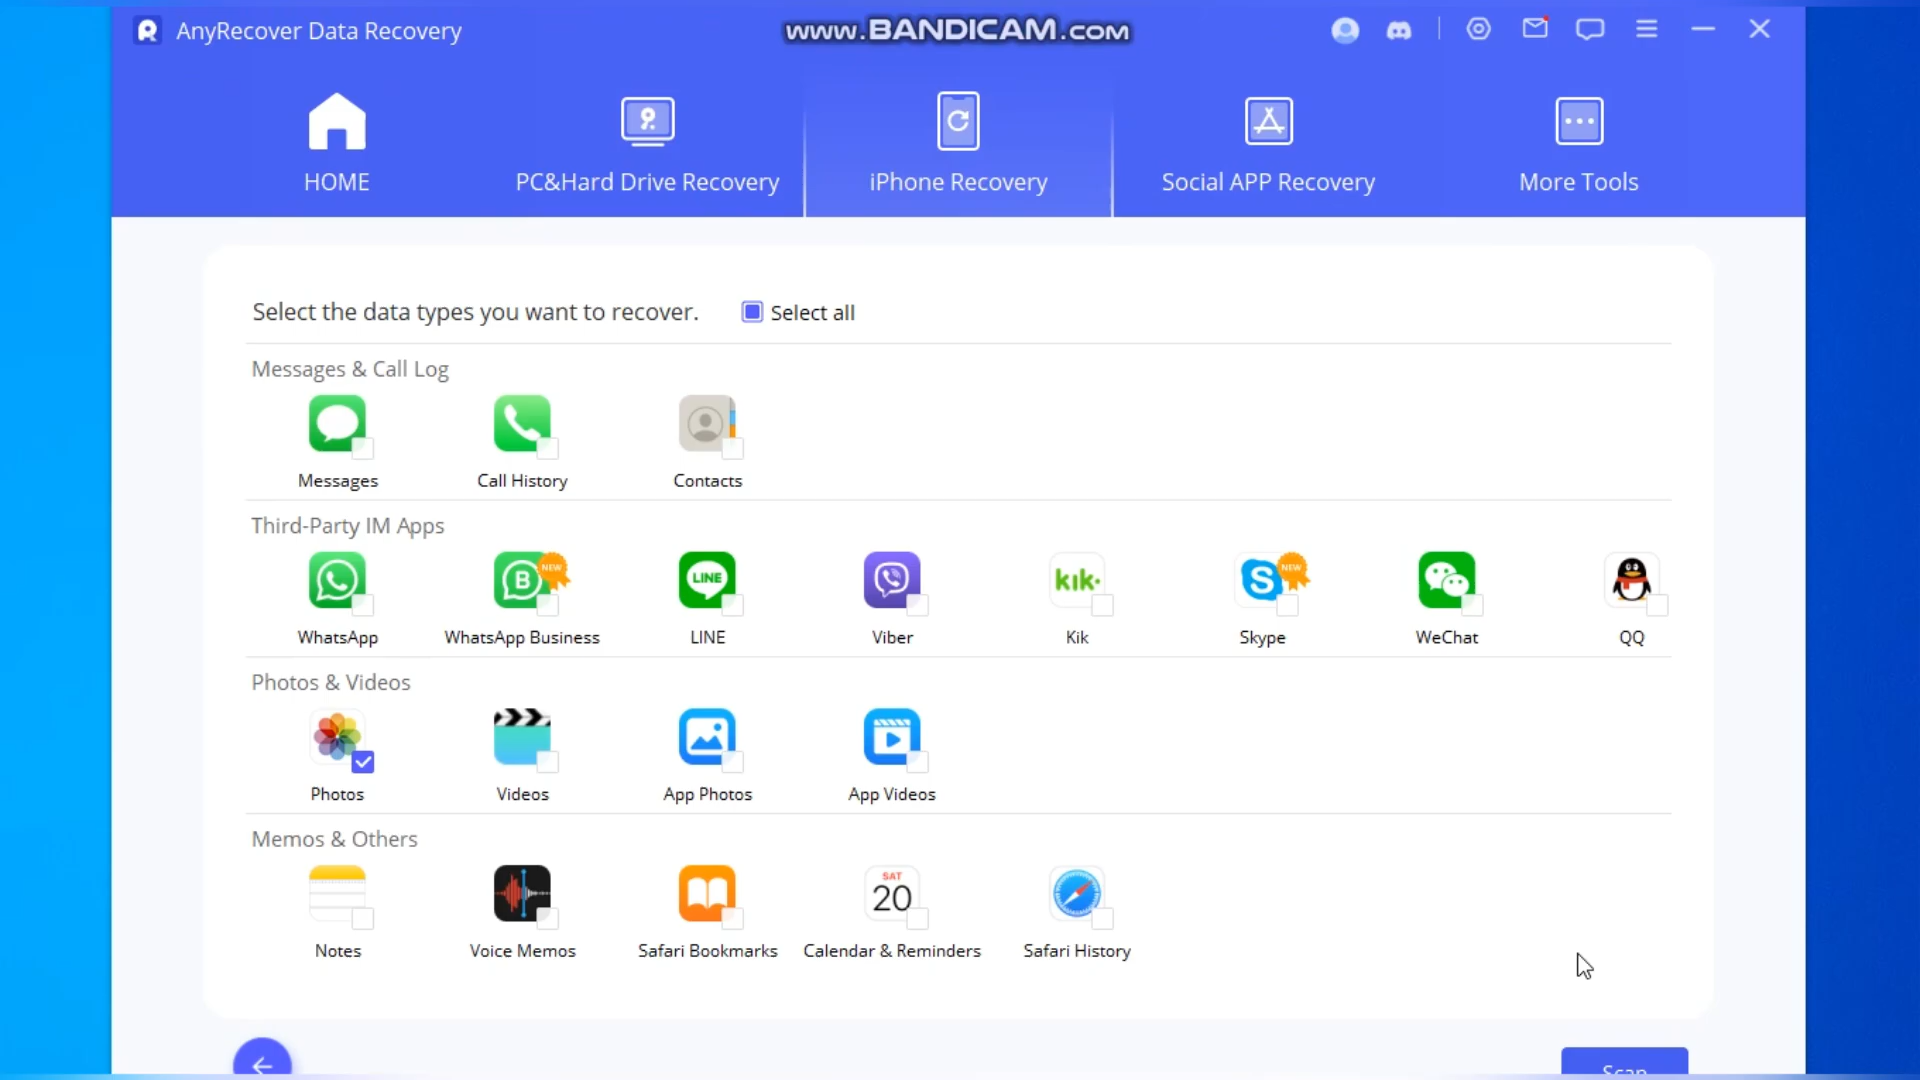 AnyRecover Data Recovery
www.BANDICAM.com
HOME
PC&Hard Drive Recovery
iPhone Recovery
Social APP Recovery
More Tools
Select the data types you want to recover.
Select all
Messages & Call Log
Messages
Call History
Contacts
Third-Party IM Apps
NEW
LINE
kik
NEW
WhatsApp
WhatsApp Business
LINE
Viber
Kik
Skype
WeChat
QQ
Photos & Videos
Photos
Videos
App Photos
App Videos
Memos & Others
SAT
20
Notes
Voice Memos
Safari Bookmarks
Calendar & Reminders
Safari History
Scan